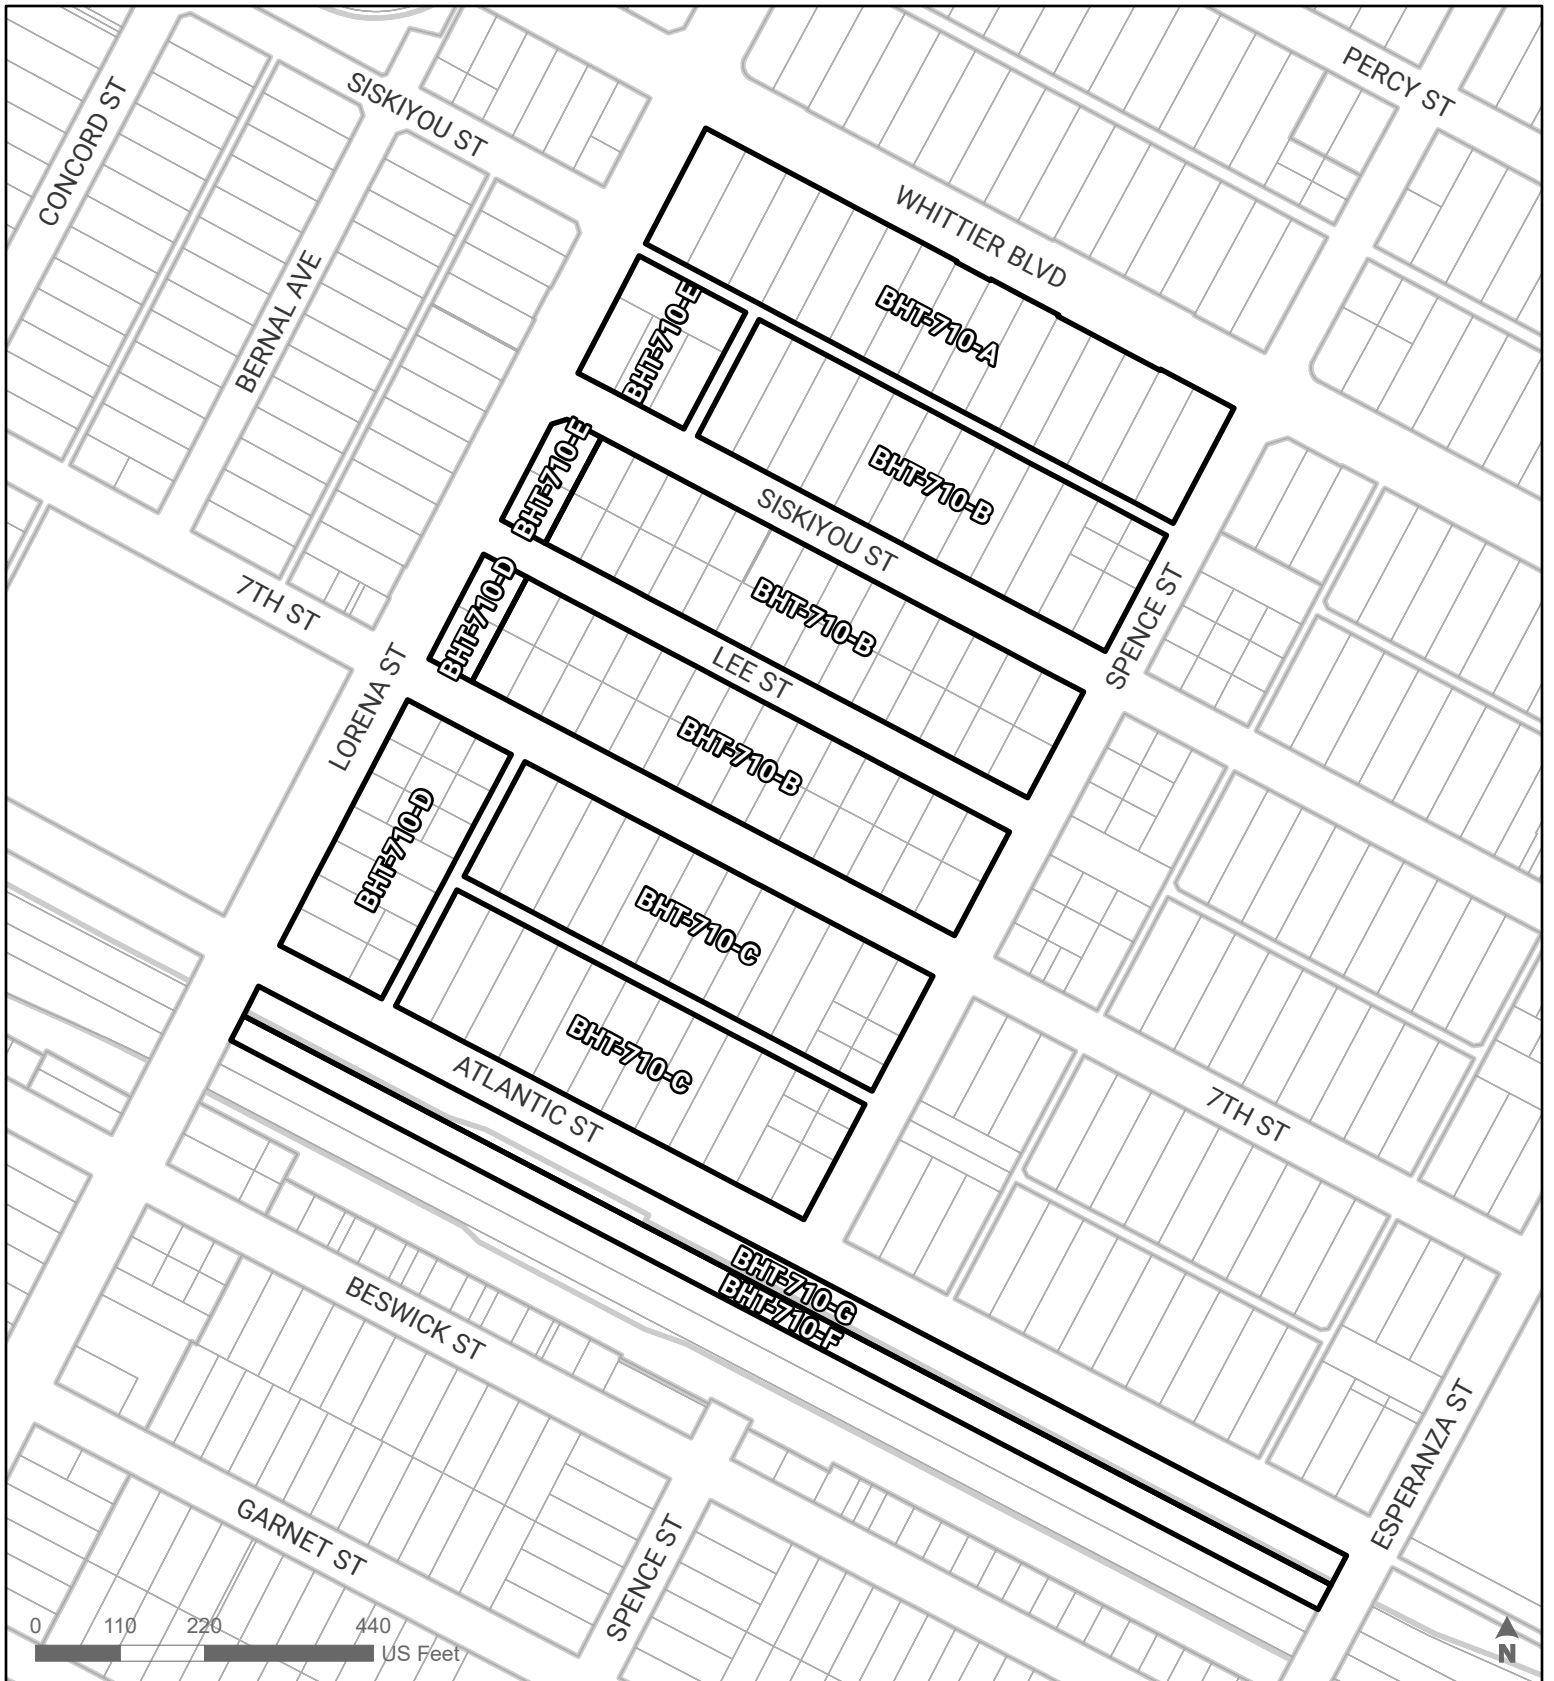 PERCY ST
SISKIYOU ST
CONCORD ST
WHITTIER BLVD
BERNAL AVE
BHT-710-E
BHT-710-A
BHT-710-E
BHT-710-B
SISKIYOU ST
BHT-710-D
BHT-710-B
SPENCE ST
7TH ST
LEE ST
LORENA ST
BHT-710-B
BHT-710-D
BHT-710-C
BHT-710-C
ATLANTIC ST
7TH ST
BHT-710-G
BHT-710-F
BESWICK ST
ESPERANZA ST
GARNET ST
SPENCE ST
0 110 220 440
US Feet
N